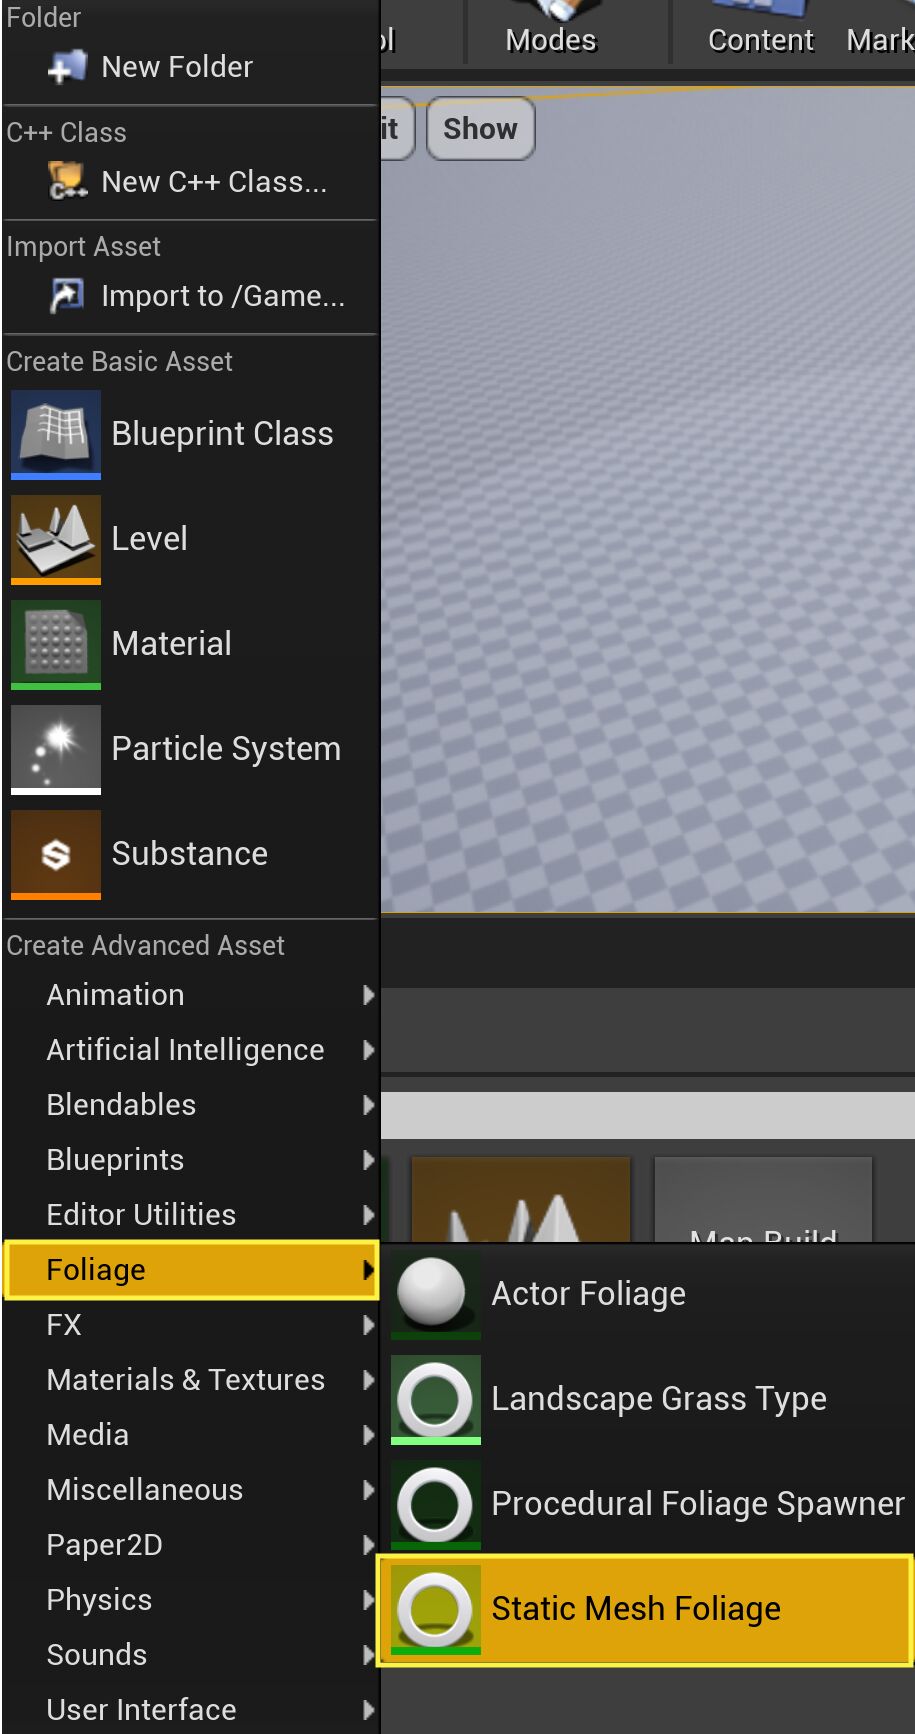 Folder
New Folder
C++ Class
New C++ Class...
Import Asset
Import to /Game...
Create Basic Asset
Blueprint Class
Level
Material
Particle System
Substance
Create Advanced Asset
Animation
Artificial Intelligence
Blendables
Blueprints
Editor Utilities
Foliage
FX
Materials & Textures
Media
Miscellaneous
Paper2D
Physics
Sounds
User Interface
Modes
Content
Mark
Show
Map Build
Actor Foliage
Landscape Grass Type
Procedural Foliage Spawner
Static Mesh Foliage